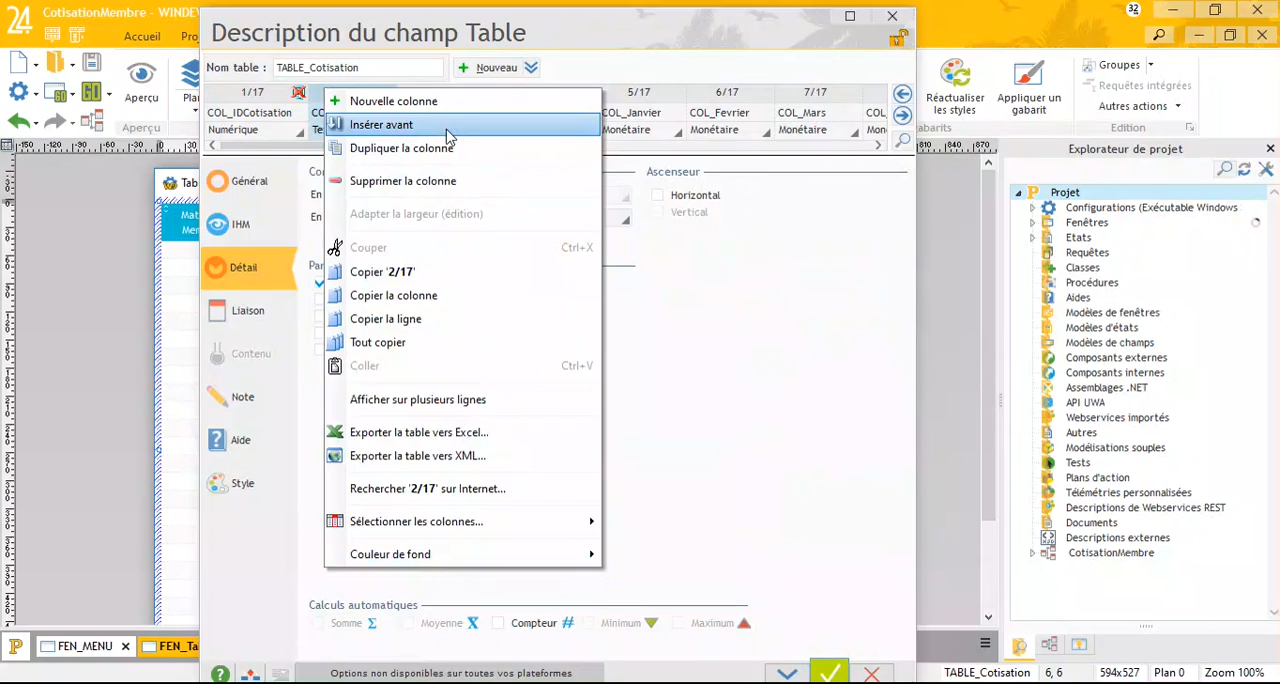 24 CotisationMembre - WINDEV
32
Accueil
Pro
Description du champ Table
Nom table : TABLE_Cotisation
Nouveau
Aperçu
Aperçu
Plan
1/17
5/17
6/17
7/17
COL_IDCotisation
COL_Janvier
COL_Fevrier
COL_Mars
Numérique
Monétaire
Monétaire
Monétaire
Nouvelle colonne
Insérer avant
Dupliquer la colonne
Supprimer la colonne
Adapter la largeur (édition)
Couper Ctrl+X
Copier '2/17'
Copier la colonne
Copier la ligne
Tout copier
Coller Ctrl+V
Afficher sur plusieurs lignes
Exporter la table vers Excel...
Exporter la table vers XML...
Rechercher '2/17' sur Internet...
Sélectionner les colonnes...
Couleur de fond
Ascenseur
Horizontal
Vertical
Général
IHM
Détail
Liaison
Contenu
Note
Aide
Style
Calculs automatiques
Somme
Moyenne
Compteur
Minimum
Maximum
Options non disponibles sur toutes vos plateformes
Réactualiser
les styles
Appliquer un
gabarit
Groupes
Requêtes intégrées
Autres actions
Edition
Explorateur de projet
Projet
Configurations (Exécutable Windows
Fenêtres
Etats
Requêtes
Classes
Procédures
Aides
Modèles de fenêtres
Modèles d'états
Modèles de champs
Composants externes
Composants internes
Assemblages .NET
API UWA
Webservices importés
Autres
Modélisations souples
Tests
Plans d'action
Télémétries personnalisées
Descriptions de Webservices REST
Documents
Descriptions externes
CotisationMembre
FEN_MENU
FEN_Ta
TABLE_Cotisation
6, 6
594x527
Plan 0
Zoom 100%